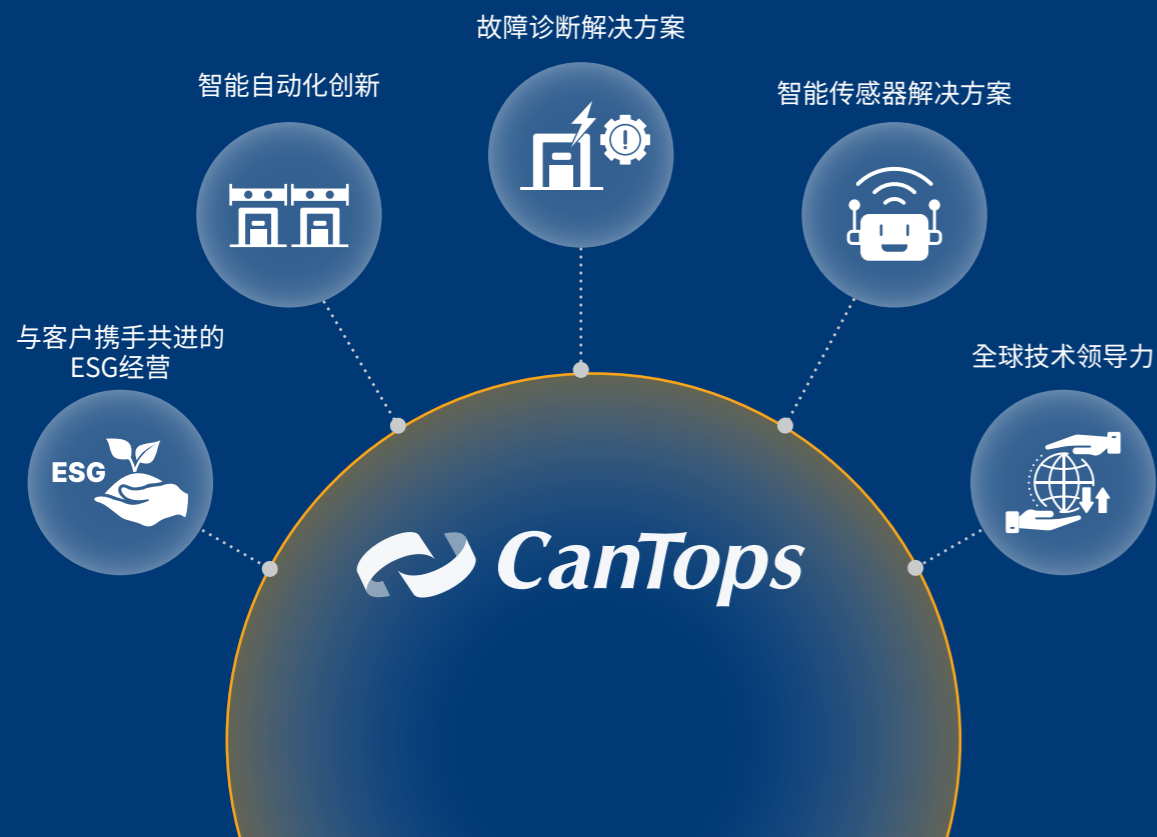 故障诊断解决方案
智能自动化创新
智能传感器解决方案
与客户携手共进的
ESG经营
全球技术领导力
ESG
CanTops